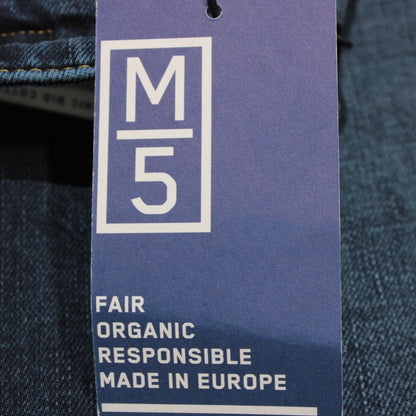 M
5
FAIR
ORGANIC
RESPONSIBLE
MADE IN EUROPE